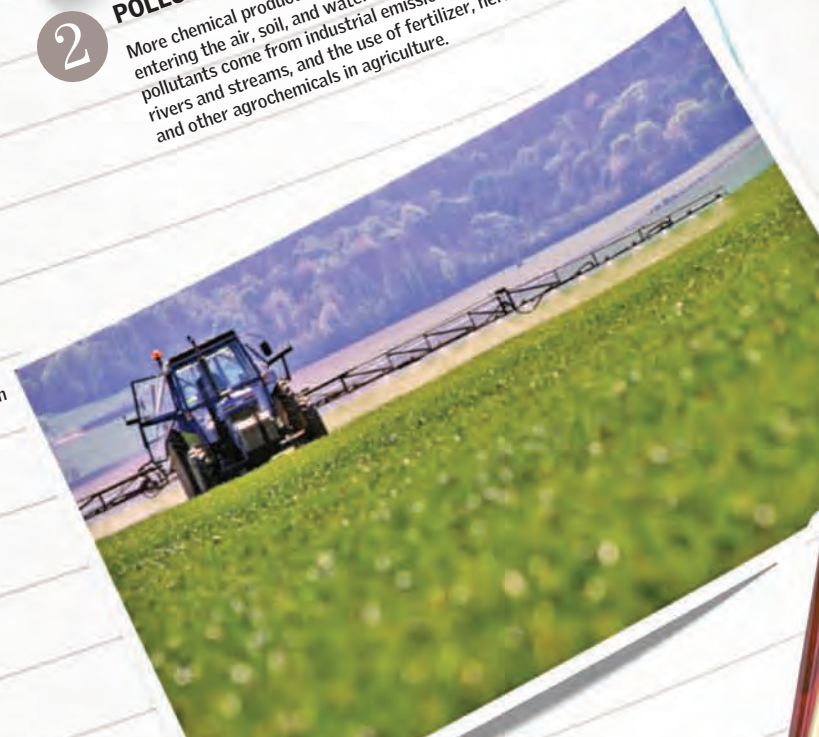 2
More chemical
entering the air, soil, and
pollutants come from industrial
rivers and streams, and the use of fertilizer,
and other agrochemicals in agriculture.